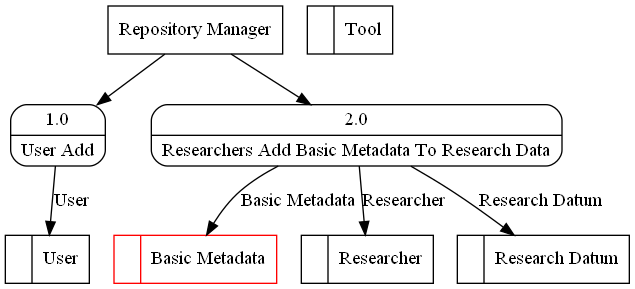 Repository Manager
Tool
1.0
User Add
2.0
Researchers Add Basic Metadata To Research Data
User
Basic Metadata
Researcher
Research Datum
User
Basic Metadata
Researcher
Research Datum